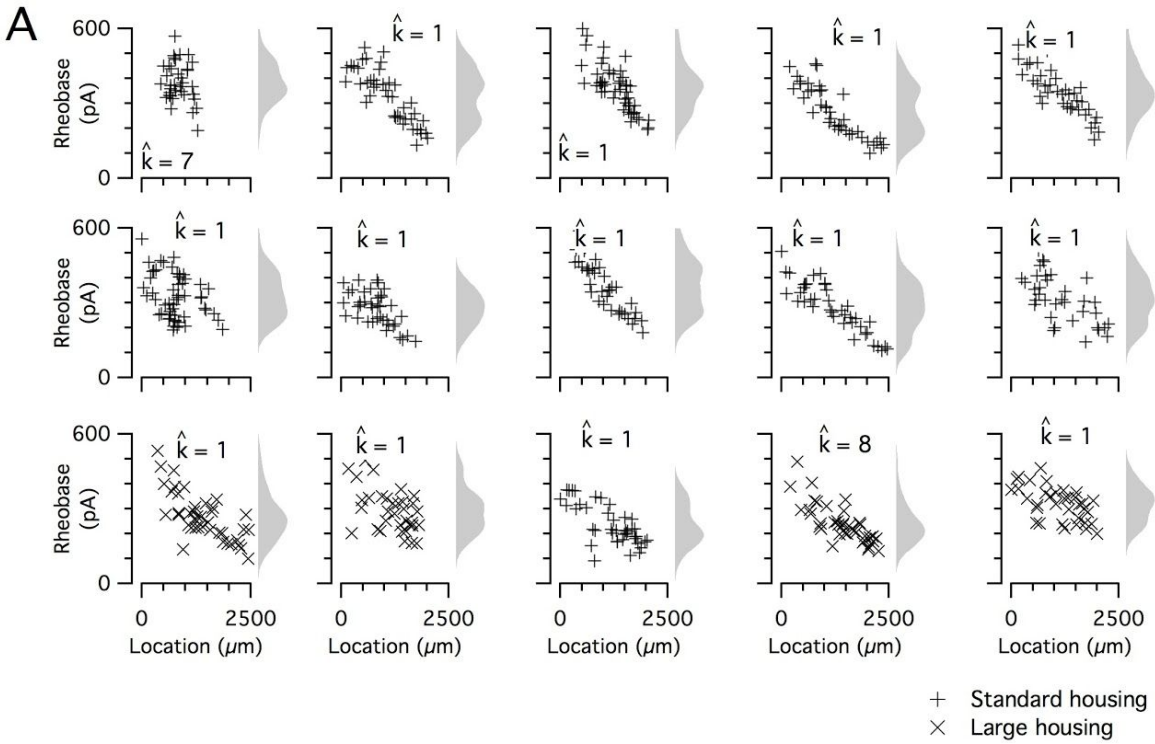 A
Rheobase (pA)
600
0
k̂ = 7
k̂ = 1
k̂ = 1
k̂ = 1
k̂ = 1
Rheobase (pA)
600
0
k̂ = 1
k̂ = 1
k̂ = 1
k̂ = 1
k̂ = 1
Rheobase (pA)
600
0
k̂ = 1
k̂ = 1
k̂ = 1
k̂ = 8
k̂ = 1
0 2500 0 2500 0 2500 0 2500 0 2500
Location (µm) Location (µm) Location (µm) Location (µm) Location (µm)
+ Standard housing
× Large housing